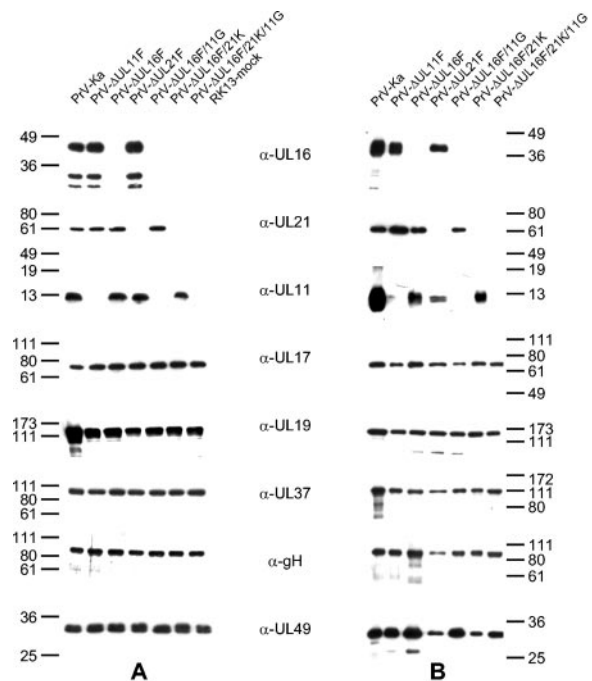 PrV-Ka
PrV-ΔUL11F
PrV-ΔUL16F
PrV-ΔUL21F
PrV-ΔUL16F/11G
PrV-ΔUL16F/21K
PrV-ΔUL16F/21K/11G
RK13-mock
49
36
80
61
49
19
13
111
80
61
173
111
111
80
61
111
80
61
36
25
α-UL16
α-UL21
α-UL11
α-UL17
α-UL19
α-UL37
α-gH
α-UL49
A
PrV-Ka
PrV-ΔUL11F
PrV-ΔUL16F
PrV-ΔUL21F
PrV-ΔUL16F/11G
PrV-ΔUL16F/21K
PrV-ΔUL16F/21K/11G
49
36
80
61
49
19
13
111
80
61
49
173
111
172
111
80
111
80
61
36
29
25
B